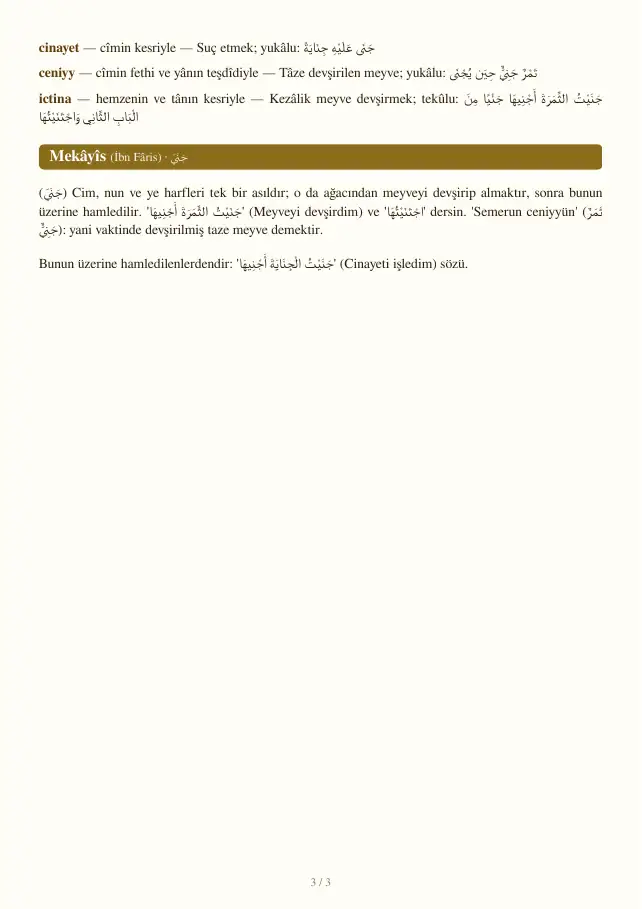 cinayet — cîmin kesriyle — Suç etmek; yukâlu: جَنَى عَلَيْهِ جِنَايَةً
ceniyy — cîmin fethi ve yânın teşdîdiyle — Tâze devşirilen meyve; yukâlu: ثَمَرٌ جَنِيٌّ حِينَ يُجْنَى
ictina — hemzenin ve tânın kesriyle — Kezâlik meyve devşirmek; tekûlu: جَنَيْتُ الثَّمَرَةَ أَجْنِيهَا جَنْيًا مِنَ
الْبَابِ الثَّانِي وَاجْتَنَيْتُهَا
Mekâyîs (İbn Fâris) · جَنَيَ
(جَنَيَ) Cim, nun ve ye harfleri tek bir asıldır; o da ağacından meyveyi devşirip almaktır, sonra bunun
üzerine hamledilir. 'جَنَيْتُ الثَّمَرَةَ أَجْنِيهَا' (Meyveyi devşirdim) ve 'اجْتَنَيْتُهَا' dersin. 'Semerun ceniyyün' (ثَمَرٌ
جَنِيٌّ): yani vaktinde devşirilmiş taze meyve demektir.
Bunun üzerine hamledilenlerdendir: 'جَنَيْتُ الْجِنَايَةَ أَجْنِيهَا' (Cinayeti işledim) sözü.
3 / 3